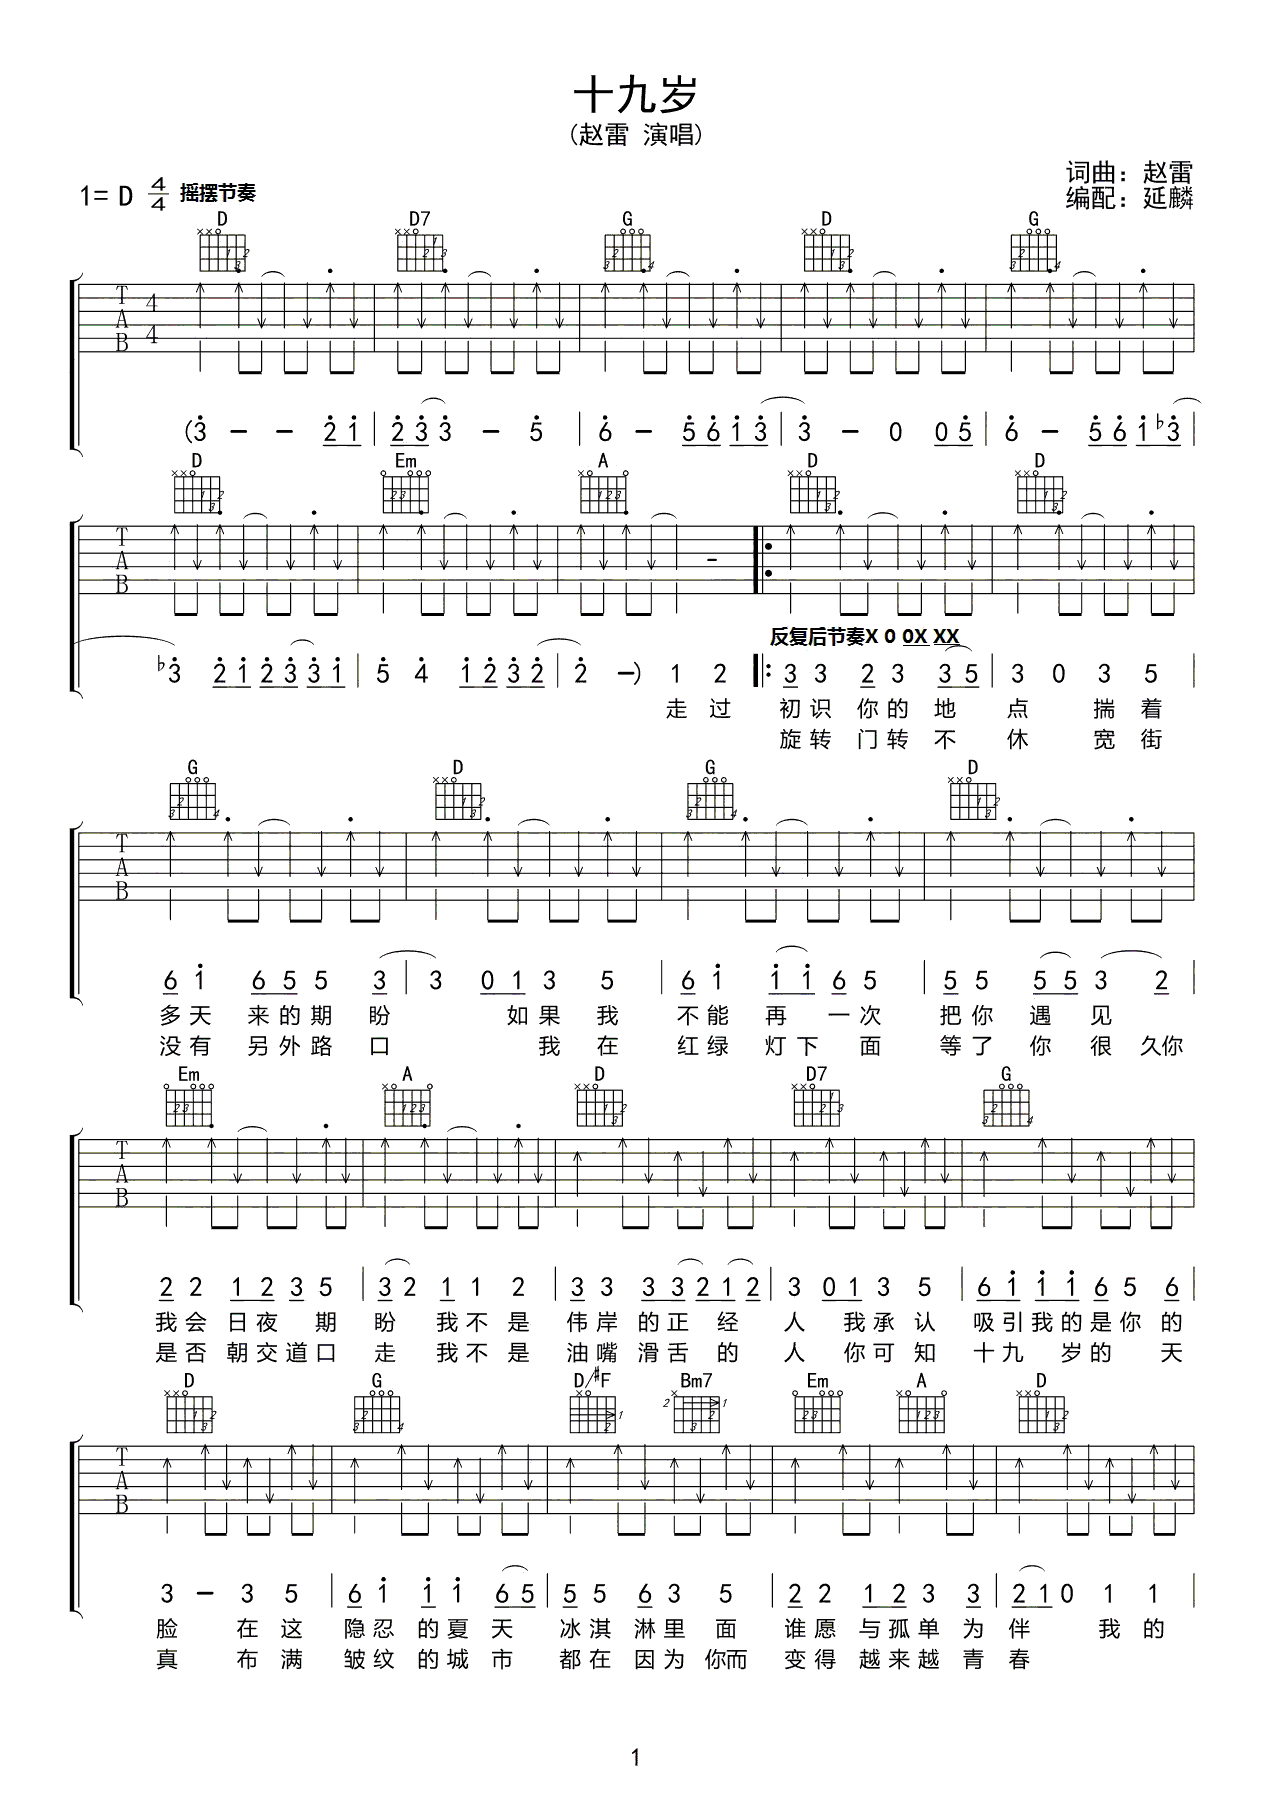 十九岁
(赵雷 演唱)
词曲：赵雷
1= D 4/4 摇摆节奏
编配：延麟
D D7 G D G
T A B 4 4
(3 - - 2 1 | 2 3 3 - 5 | 6 - 5 6 1 3 | 3 - 0 0 5 | 6 - 5 6 1 ♭3
D Em A D D
T A B
反复后节奏X 0 0X XX
♭3 2 1 2 3 3 1 | 5 4 1 2 3 2 | 2 -) 1 2 |: 3 3 2 3 3 5 | 3 0 3 5 |
走过 初识你的地 点 揣着
旋转门转不 休 宽街
G D G D
T A B
6 1 6 5 5 3 | 3 0 1 3 5 | 6 1 1 1 6 5 | 5 5 5 5 3 2 |
多天 来的期 盼 如果我 不能 再 一次 把你 遇 见
没有 另外路 口 我在 红绿 灯下 面 等了 你 很 久你
Em A D D7 G
T A B
2 2 1 2 3 5 | 3 2 1 1 2 | 3 3 3 3 2 1 2 | 3 0 1 3 5 | 6 1 1 1 6 5 6 |
我会 日夜 期 盼 我不是 伟岸 的正 经 人 我承认 吸引我的是你的
是否 朝交道口 走 我不是 油嘴 滑舌 的 人 你可知 十九 岁的 天
D G D/#F Bm7 Em A D
T A B
3 - 3 5 | 6 1 1 1 6 5 | 5 5 6 3 5 | 2 2 1 2 3 3 | 2 1 0 1 1 |
脸 在这 隐忍 的夏 天 冰淇 淋里 面 谁愿 与孤单为 伴 我的
真 布满 皱纹 的城 市 都在 因为 你而 变得 越来越青 春
1